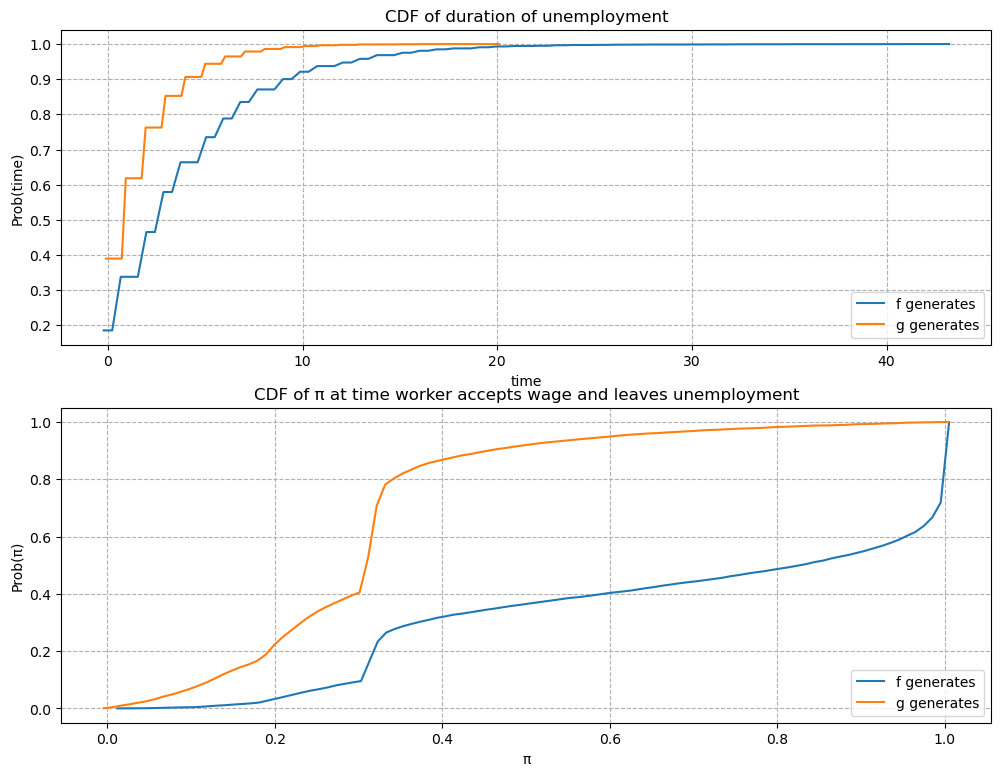 CDF of duration of unemployment
1.0
0.9
0.8
0.7
0.6
0.5
0.4
0.3
0.2
Prob(time)
f generates
g generates
0 10 20 30 40
time
CDF of π at time worker accepts wage and leaves unemployment
1.0
0.8
0.6
0.4
0.2
0.0
Prob(π)
f generates
g generates
0.0 0.2 0.4 0.6 0.8 1.0
π